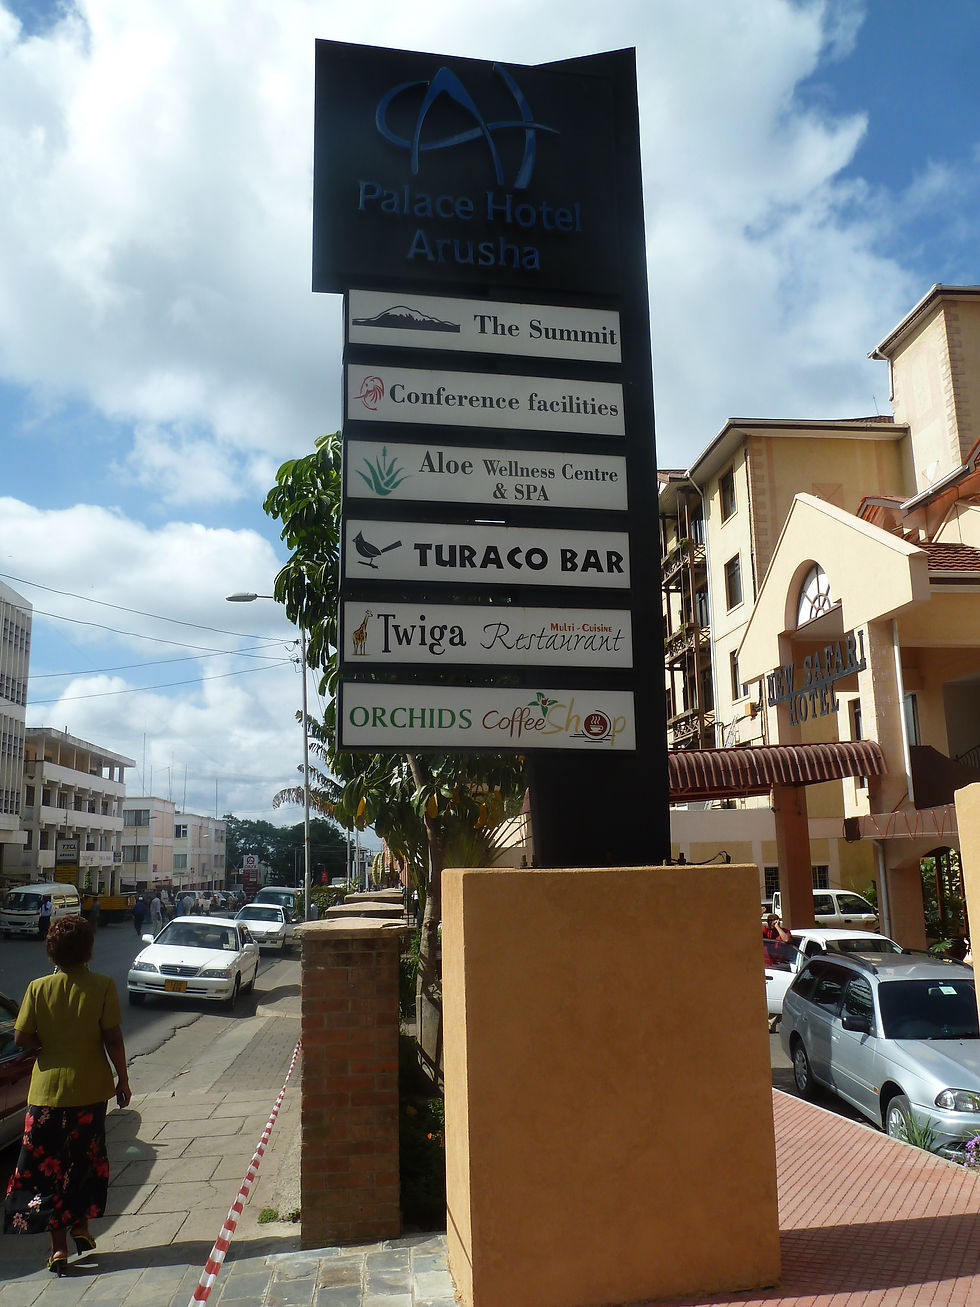 Palace Hotel
Arusha
The Summit
Conference facilities
Aloe Wellness Centre
& SPA
TURACO BAR
Twiga Multi-Cuisine Restaurant
ORCHIDS Coffee Shop
NEW SAFARI
HOTEL